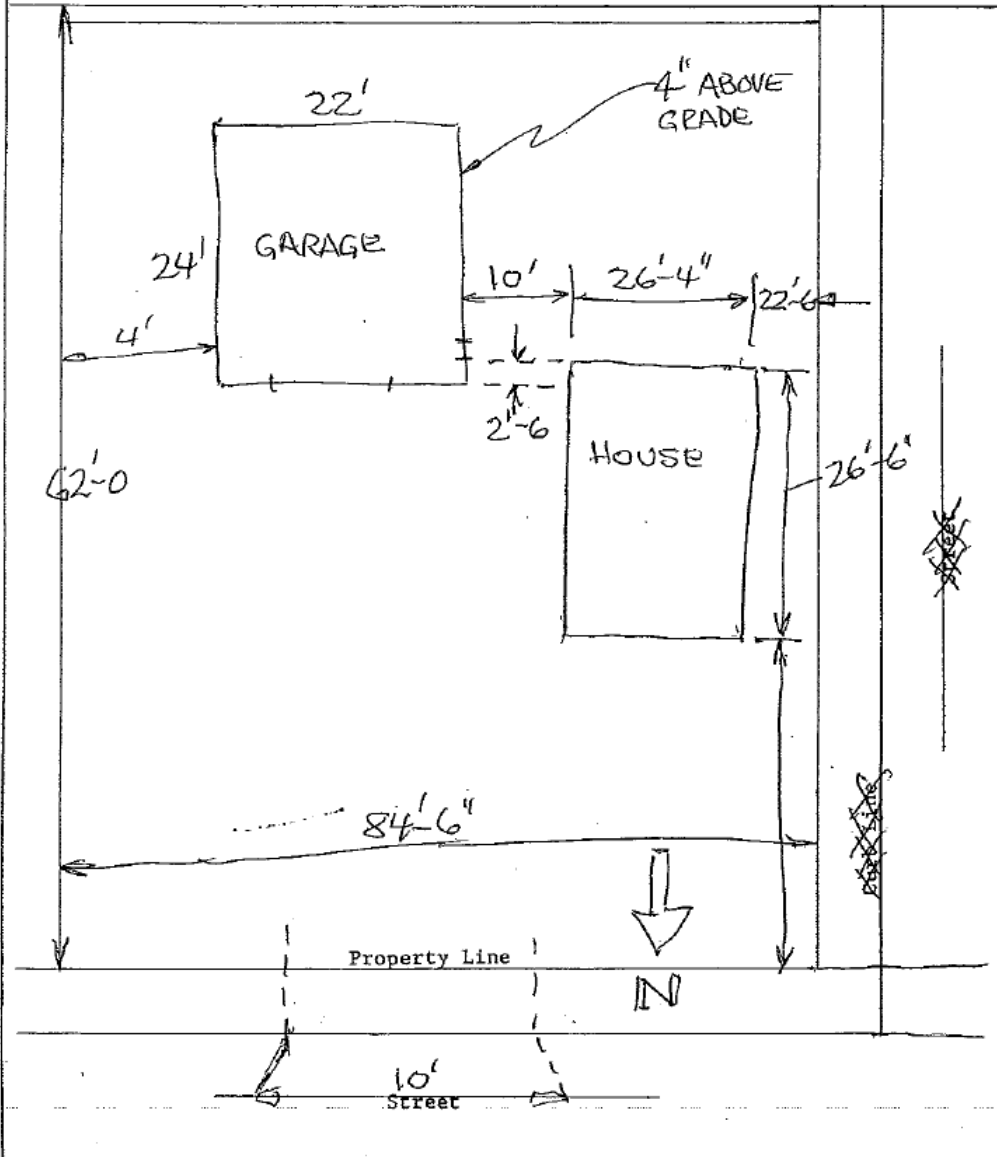 22'
4" ABOVE
GRADE
GARAGE
24'
10'
26'-4"
22'-6
4'
2'-6
HOUSE
26'-6"
62'-0
84'-6"
Property Line
N
10'
Street